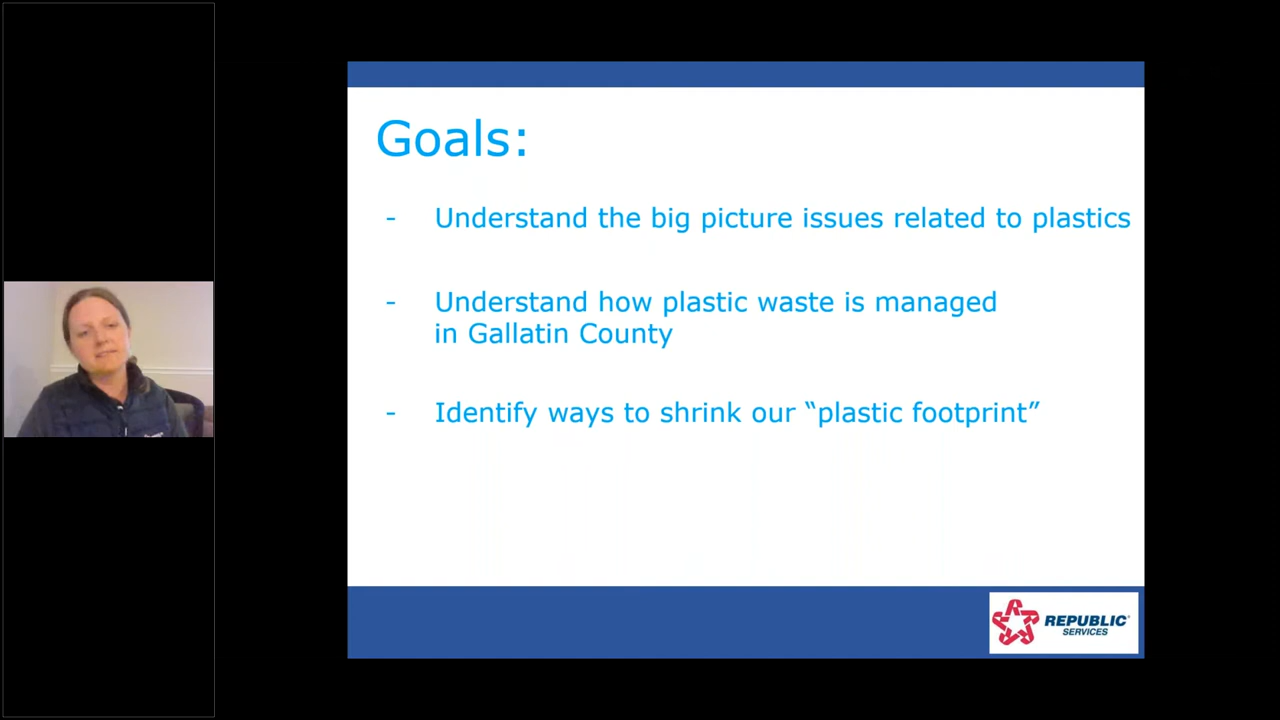 Goals:
- Understand the big picture issues related to plastics
- Understand how plastic waste is managed
in Gallatin County
- Identify ways to shrink our “plastic footprint”
REPUBLIC
SERVICES